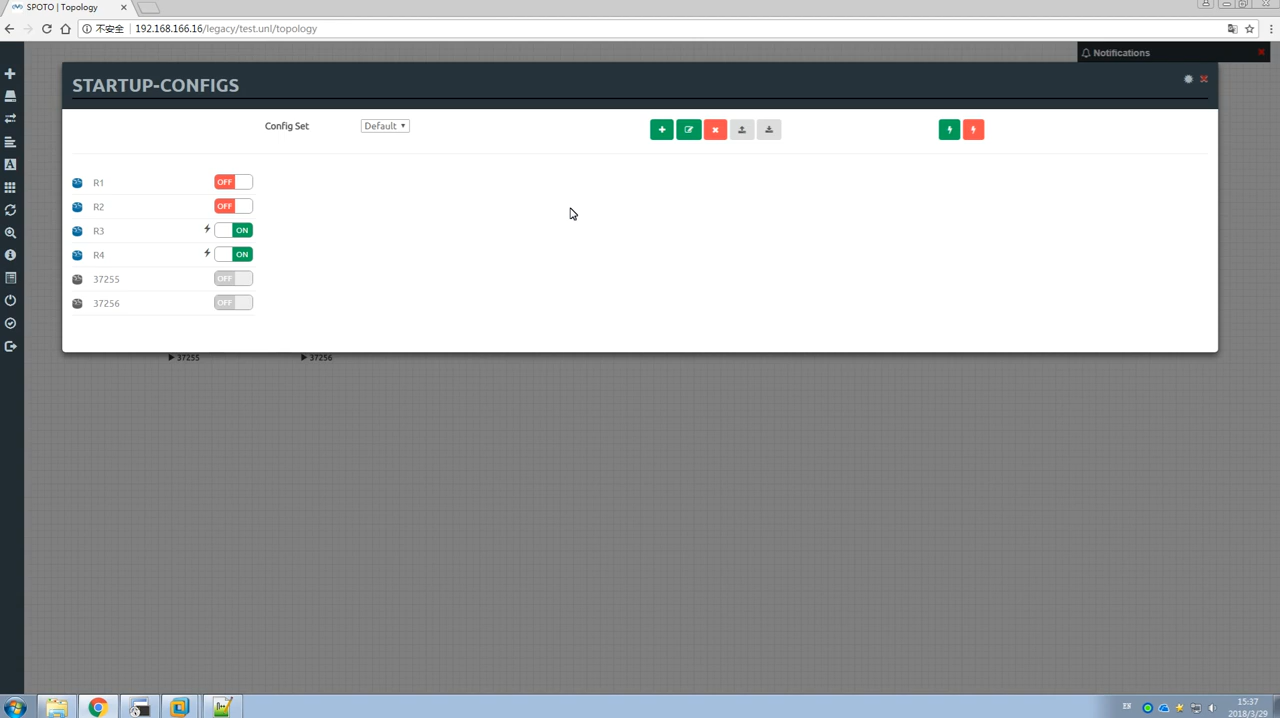 SPOTO | Topology
不安全 192.168.166.16/legacy/test.unl/topology
Notifications
STARTUP-CONFIGS
Config Set Default
R1 OFF
R2 OFF
R3 ON
R4 ON
37255 OFF
37256 OFF
37255 37256
15:37
2018/3/29